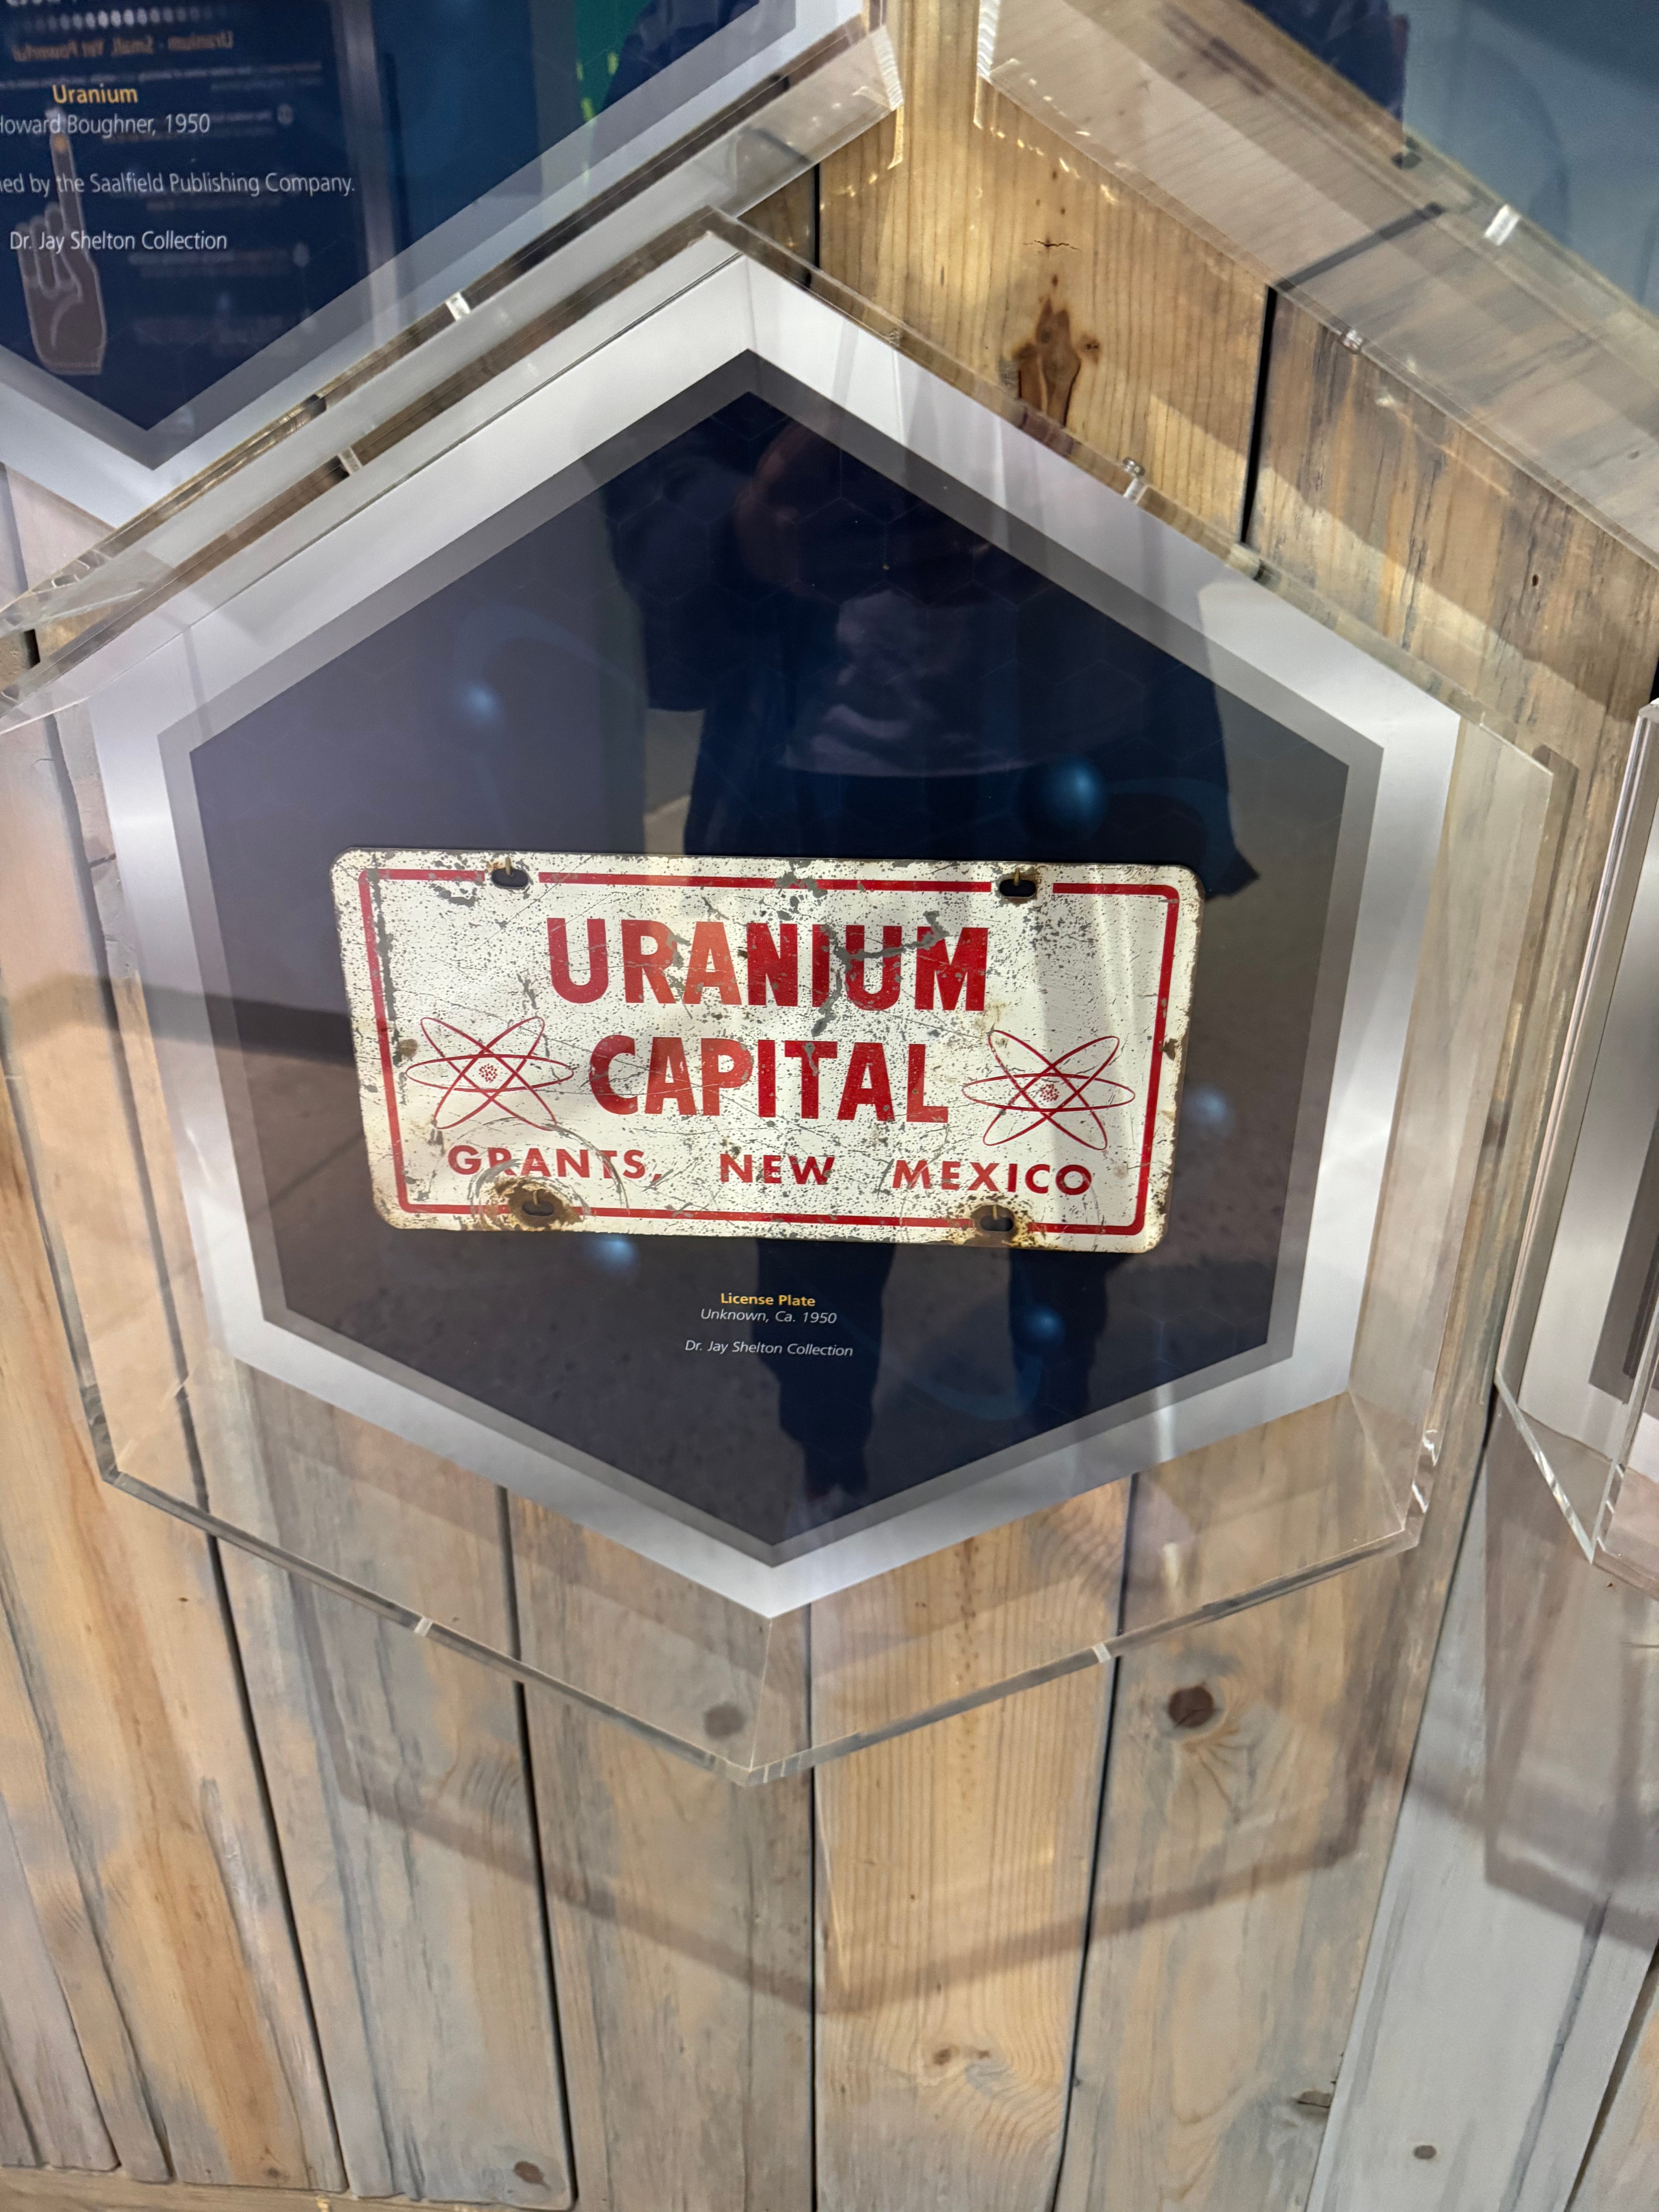 Uranium
Howard Boughner, 1950
by the Saalfield Publishing Company.
Dr. Jay Shelton Collection
URANIUM
CAPITAL
GRANTS, NEW MEXICO
License Plate
Unknown, Ca. 1950
Dr. Jay Shelton Collection